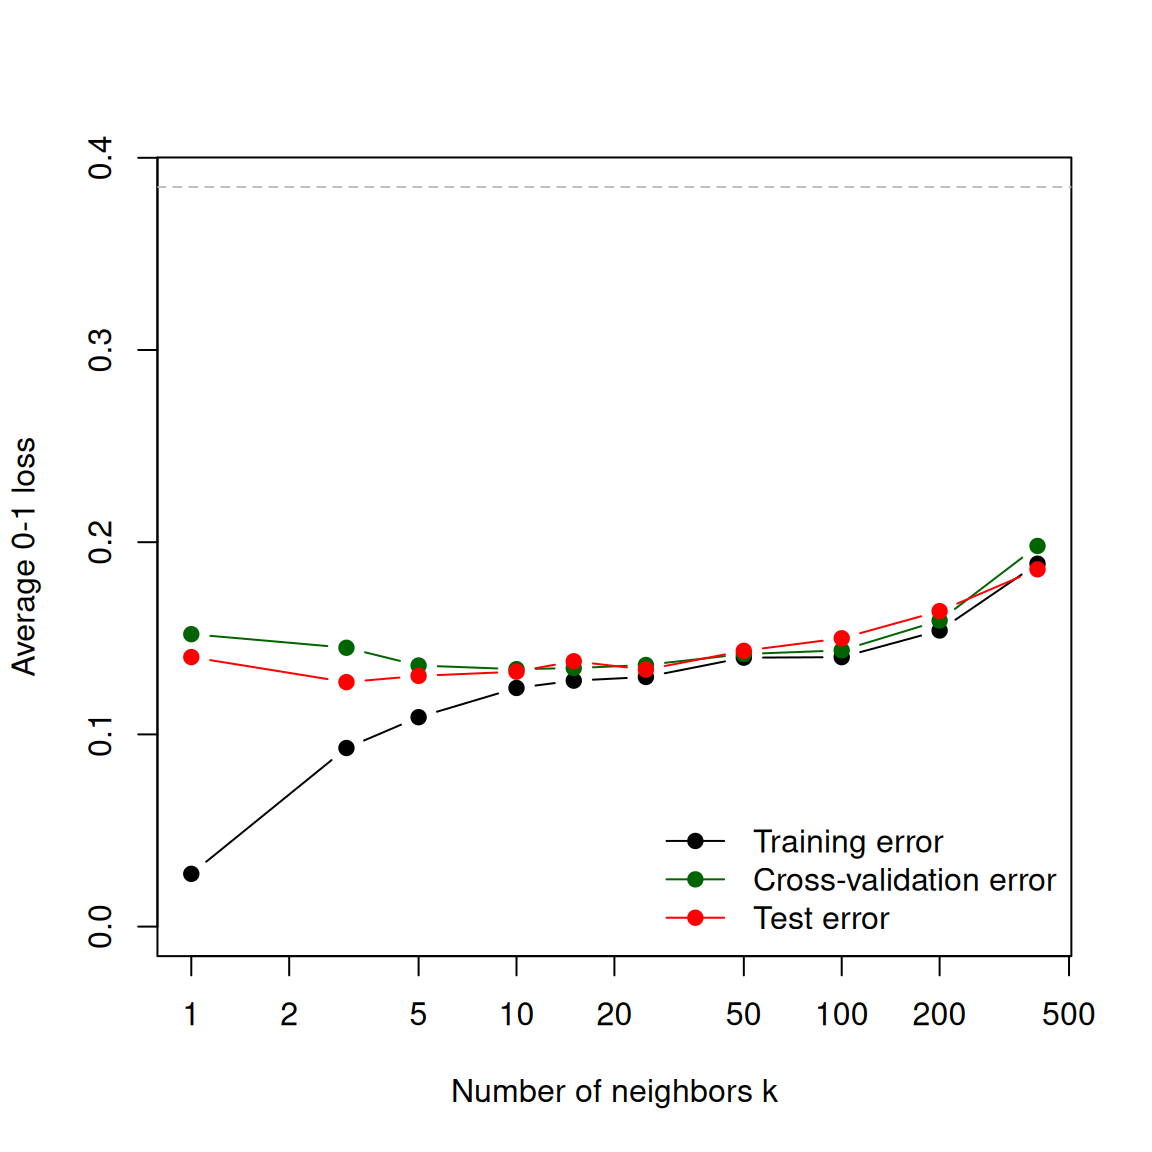 0.4
0.3
0.2
0.1
0.0
Average 0-1 loss
Training error
Cross-validation error
Test error
1 2 5 10 20 50 100 200 500
Number of neighbors k